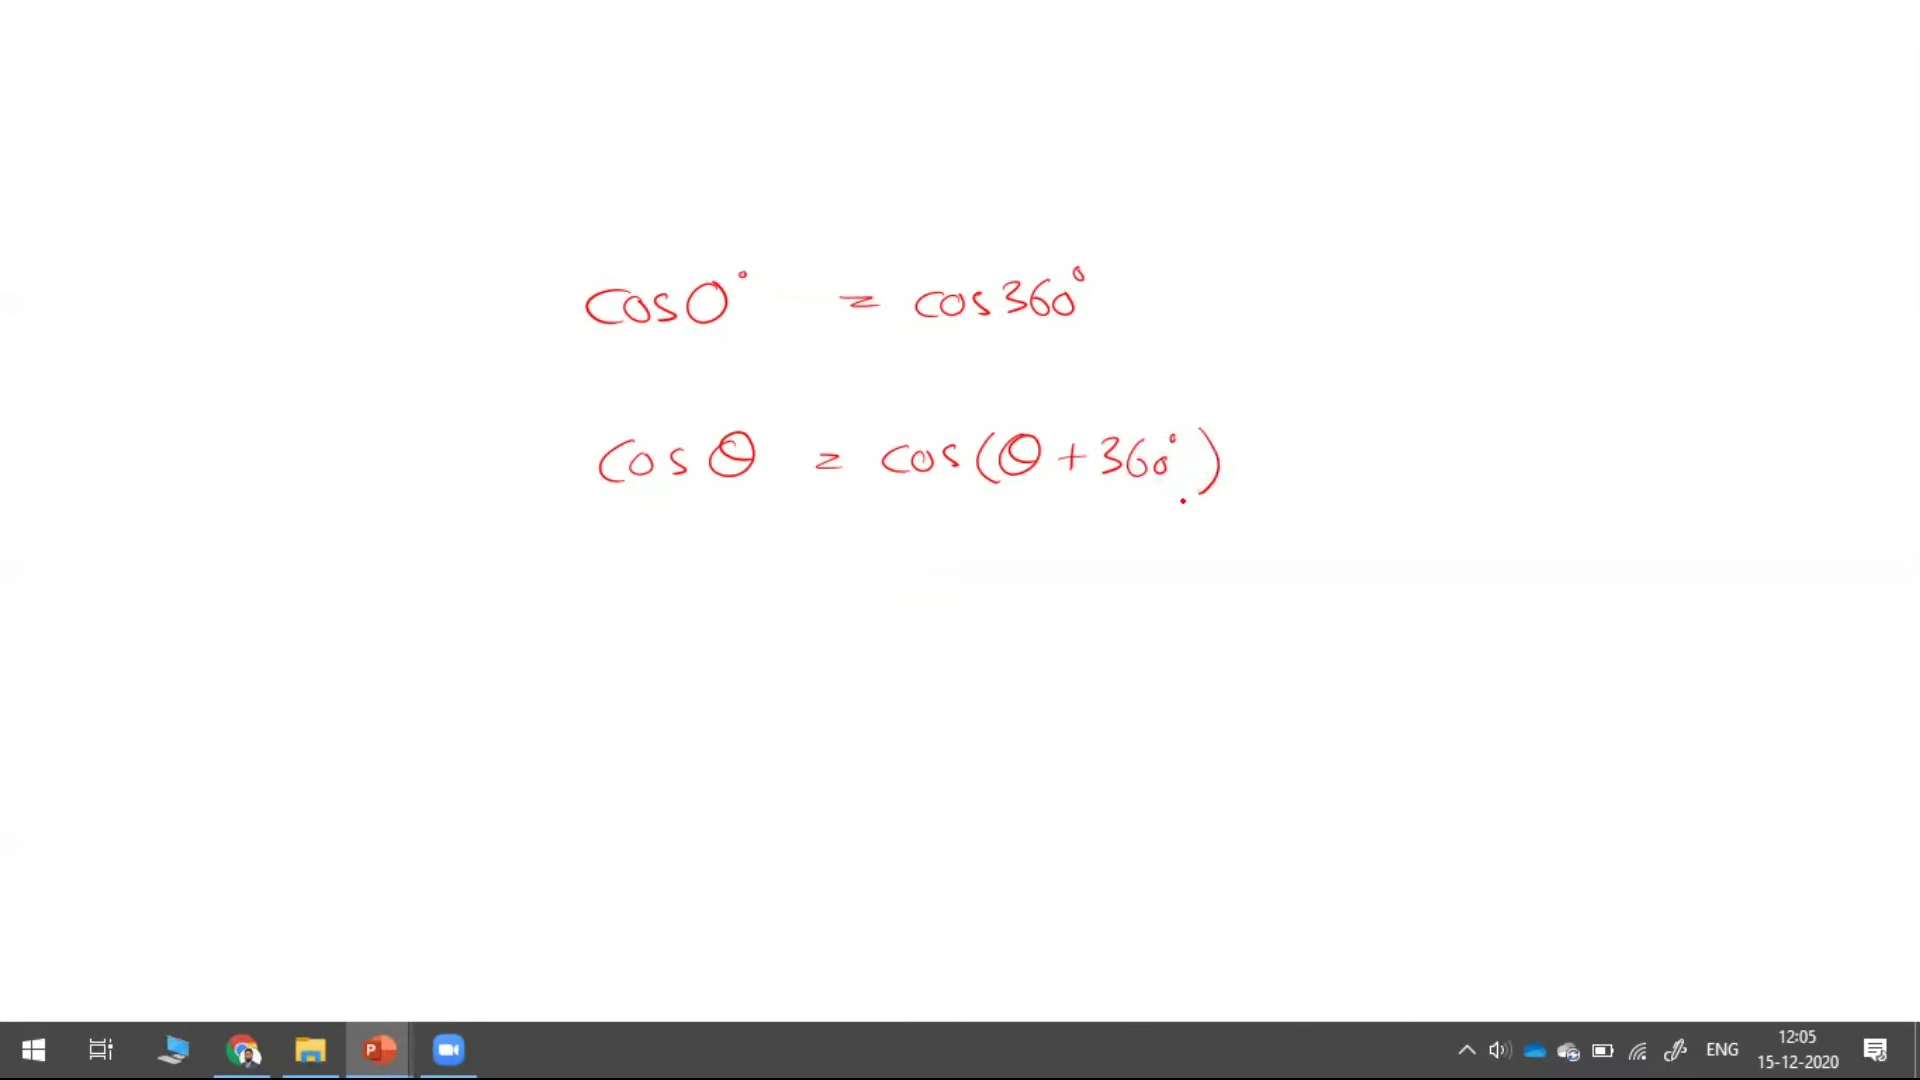 cos0° = cos360°
cosθ = cos(θ+360°)
ENG
12:05
15-12-2020